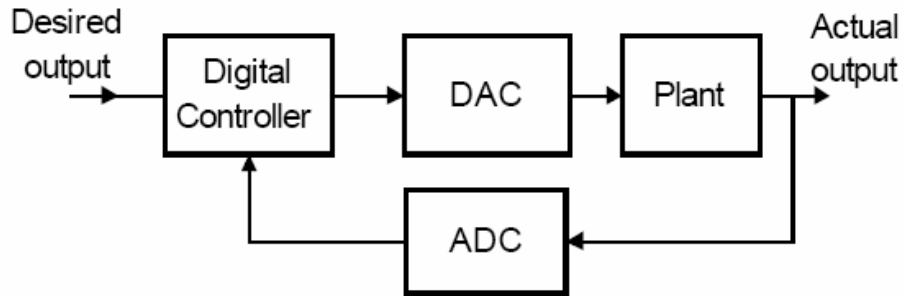 Desired
output
Digital
Controller
DAC
Plant
Actual
output
ADC